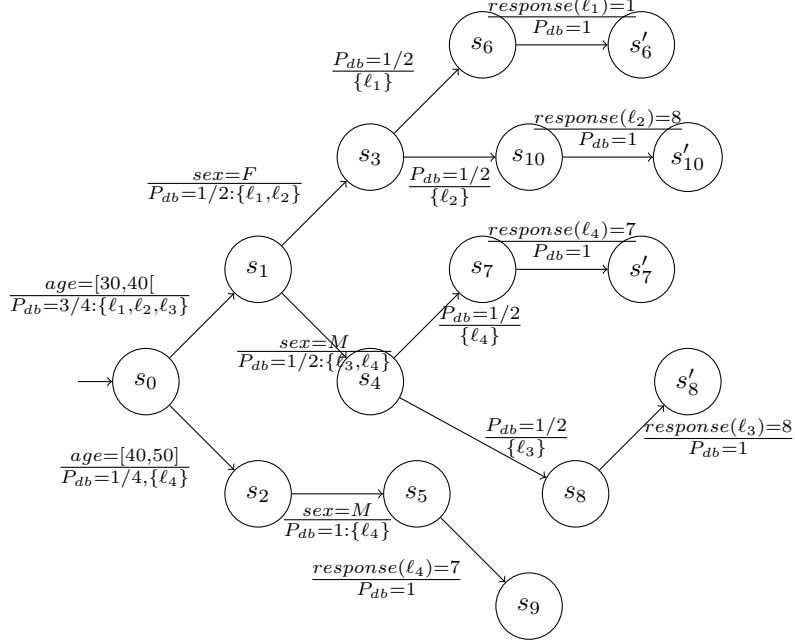 response(ℓ₁)=1
P_db=1
s₆
s′₆
P_db=1/2
{ℓ₁}
response(ℓ₂)=8
P_db=1
s₃
s₁₀
s′₁₀
P_db=1/2
{ℓ₂}
sex=F
P_db=1/2:{ℓ₁,ℓ₂}
response(ℓ₄)=7
P_db=1
s₁
s₇
s′₇
age=[30,40[
P_db=3/4:{ℓ₁,ℓ₂,ℓ₃}
P_db=1/2
{ℓ₄}
sex=M
P_db=1/2:{ℓ₃,ℓ₄}
s₀
s₄
s′₈
P_db=1/2
{ℓ₃}
response(ℓ₃)=8
P_db=1
age=[40,50]
P_db=1/4,{ℓ₄}
s₂
s₅
s₈
sex=M
P_db=1:{ℓ₄}
response(ℓ₄)=7
P_db=1
s₉